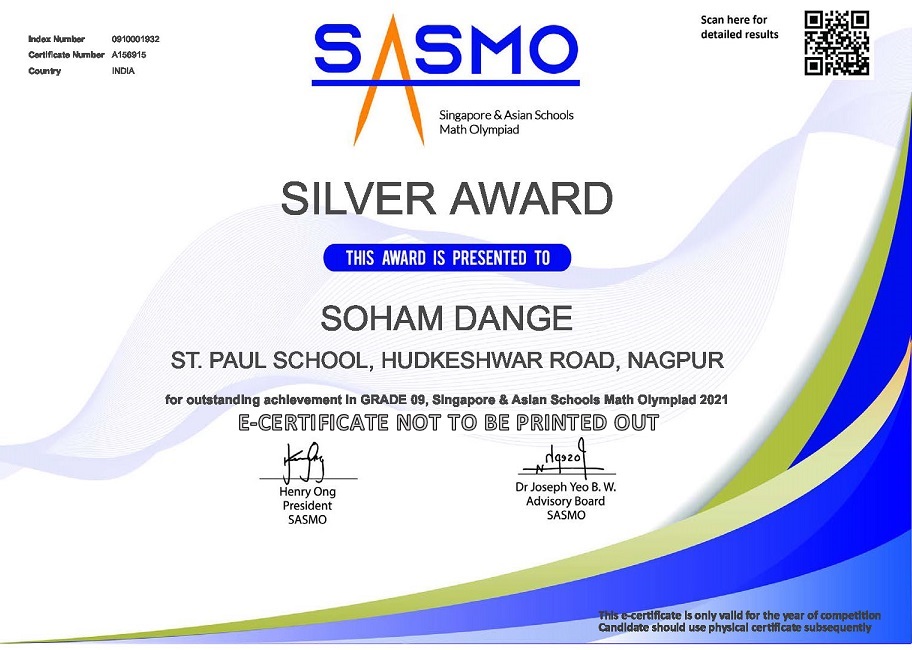 Index Number 0910001932
Certificate Number A156915
Country INDIA
Scan here for
detailed results
SASMO
Singapore & Asian Schools
Math Olympiad
SILVER AWARD
THIS AWARD IS PRESENTED TO
SOHAM DANGE
ST. PAUL SCHOOL, HUDKESHWAR ROAD, NAGPUR
for outstanding achievement in GRADE 09, Singapore & Asian Schools Math Olympiad 2021
E-CERTIFICATE NOT TO BE PRINTED OUT
Henry Ong
President
SASMO
Dr Joseph Yeo B. W.
Advisory Board
SASMO
This e-certificate is only valid for the year of competition
Candidate should use physical certificate subsequently